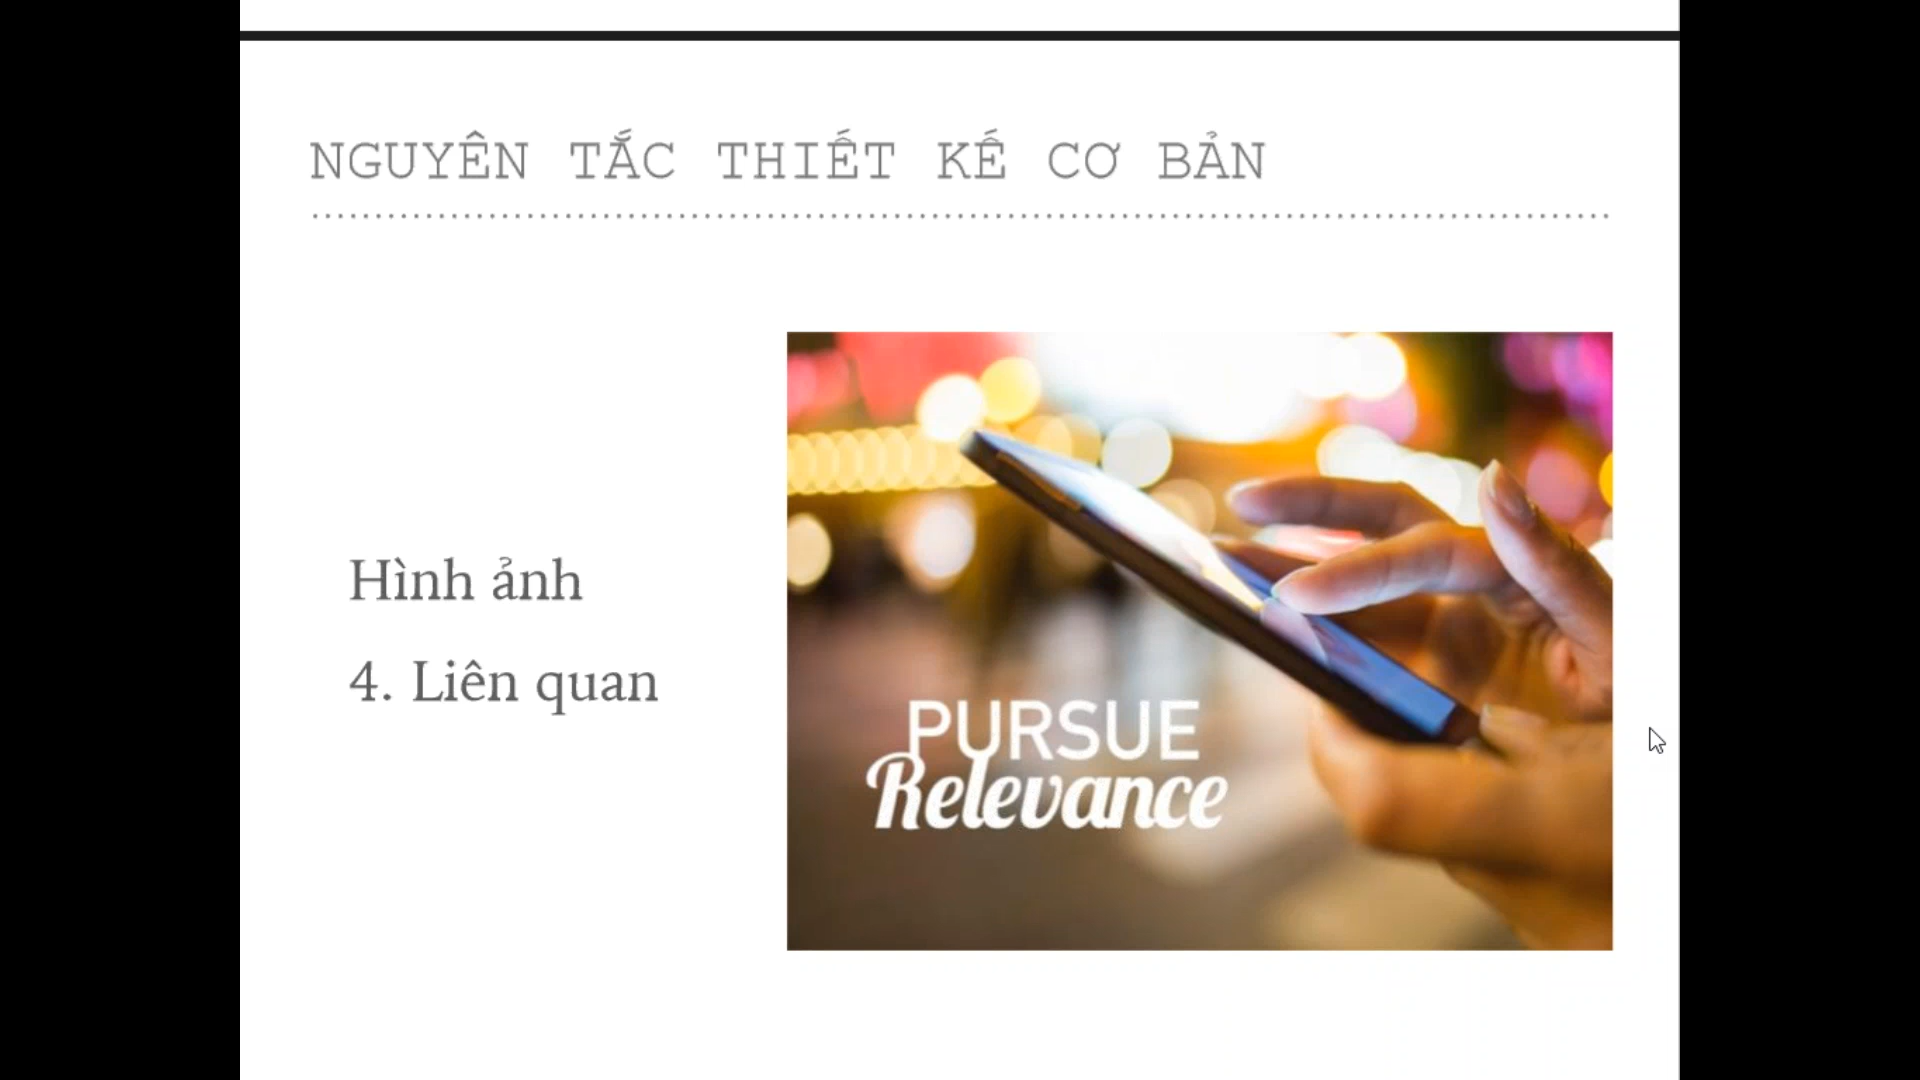 NGUYÊN TẮC THIẾT KẾ CƠ BẢN
Hình ảnh
4. Liên quan
PURSUE
Relevance